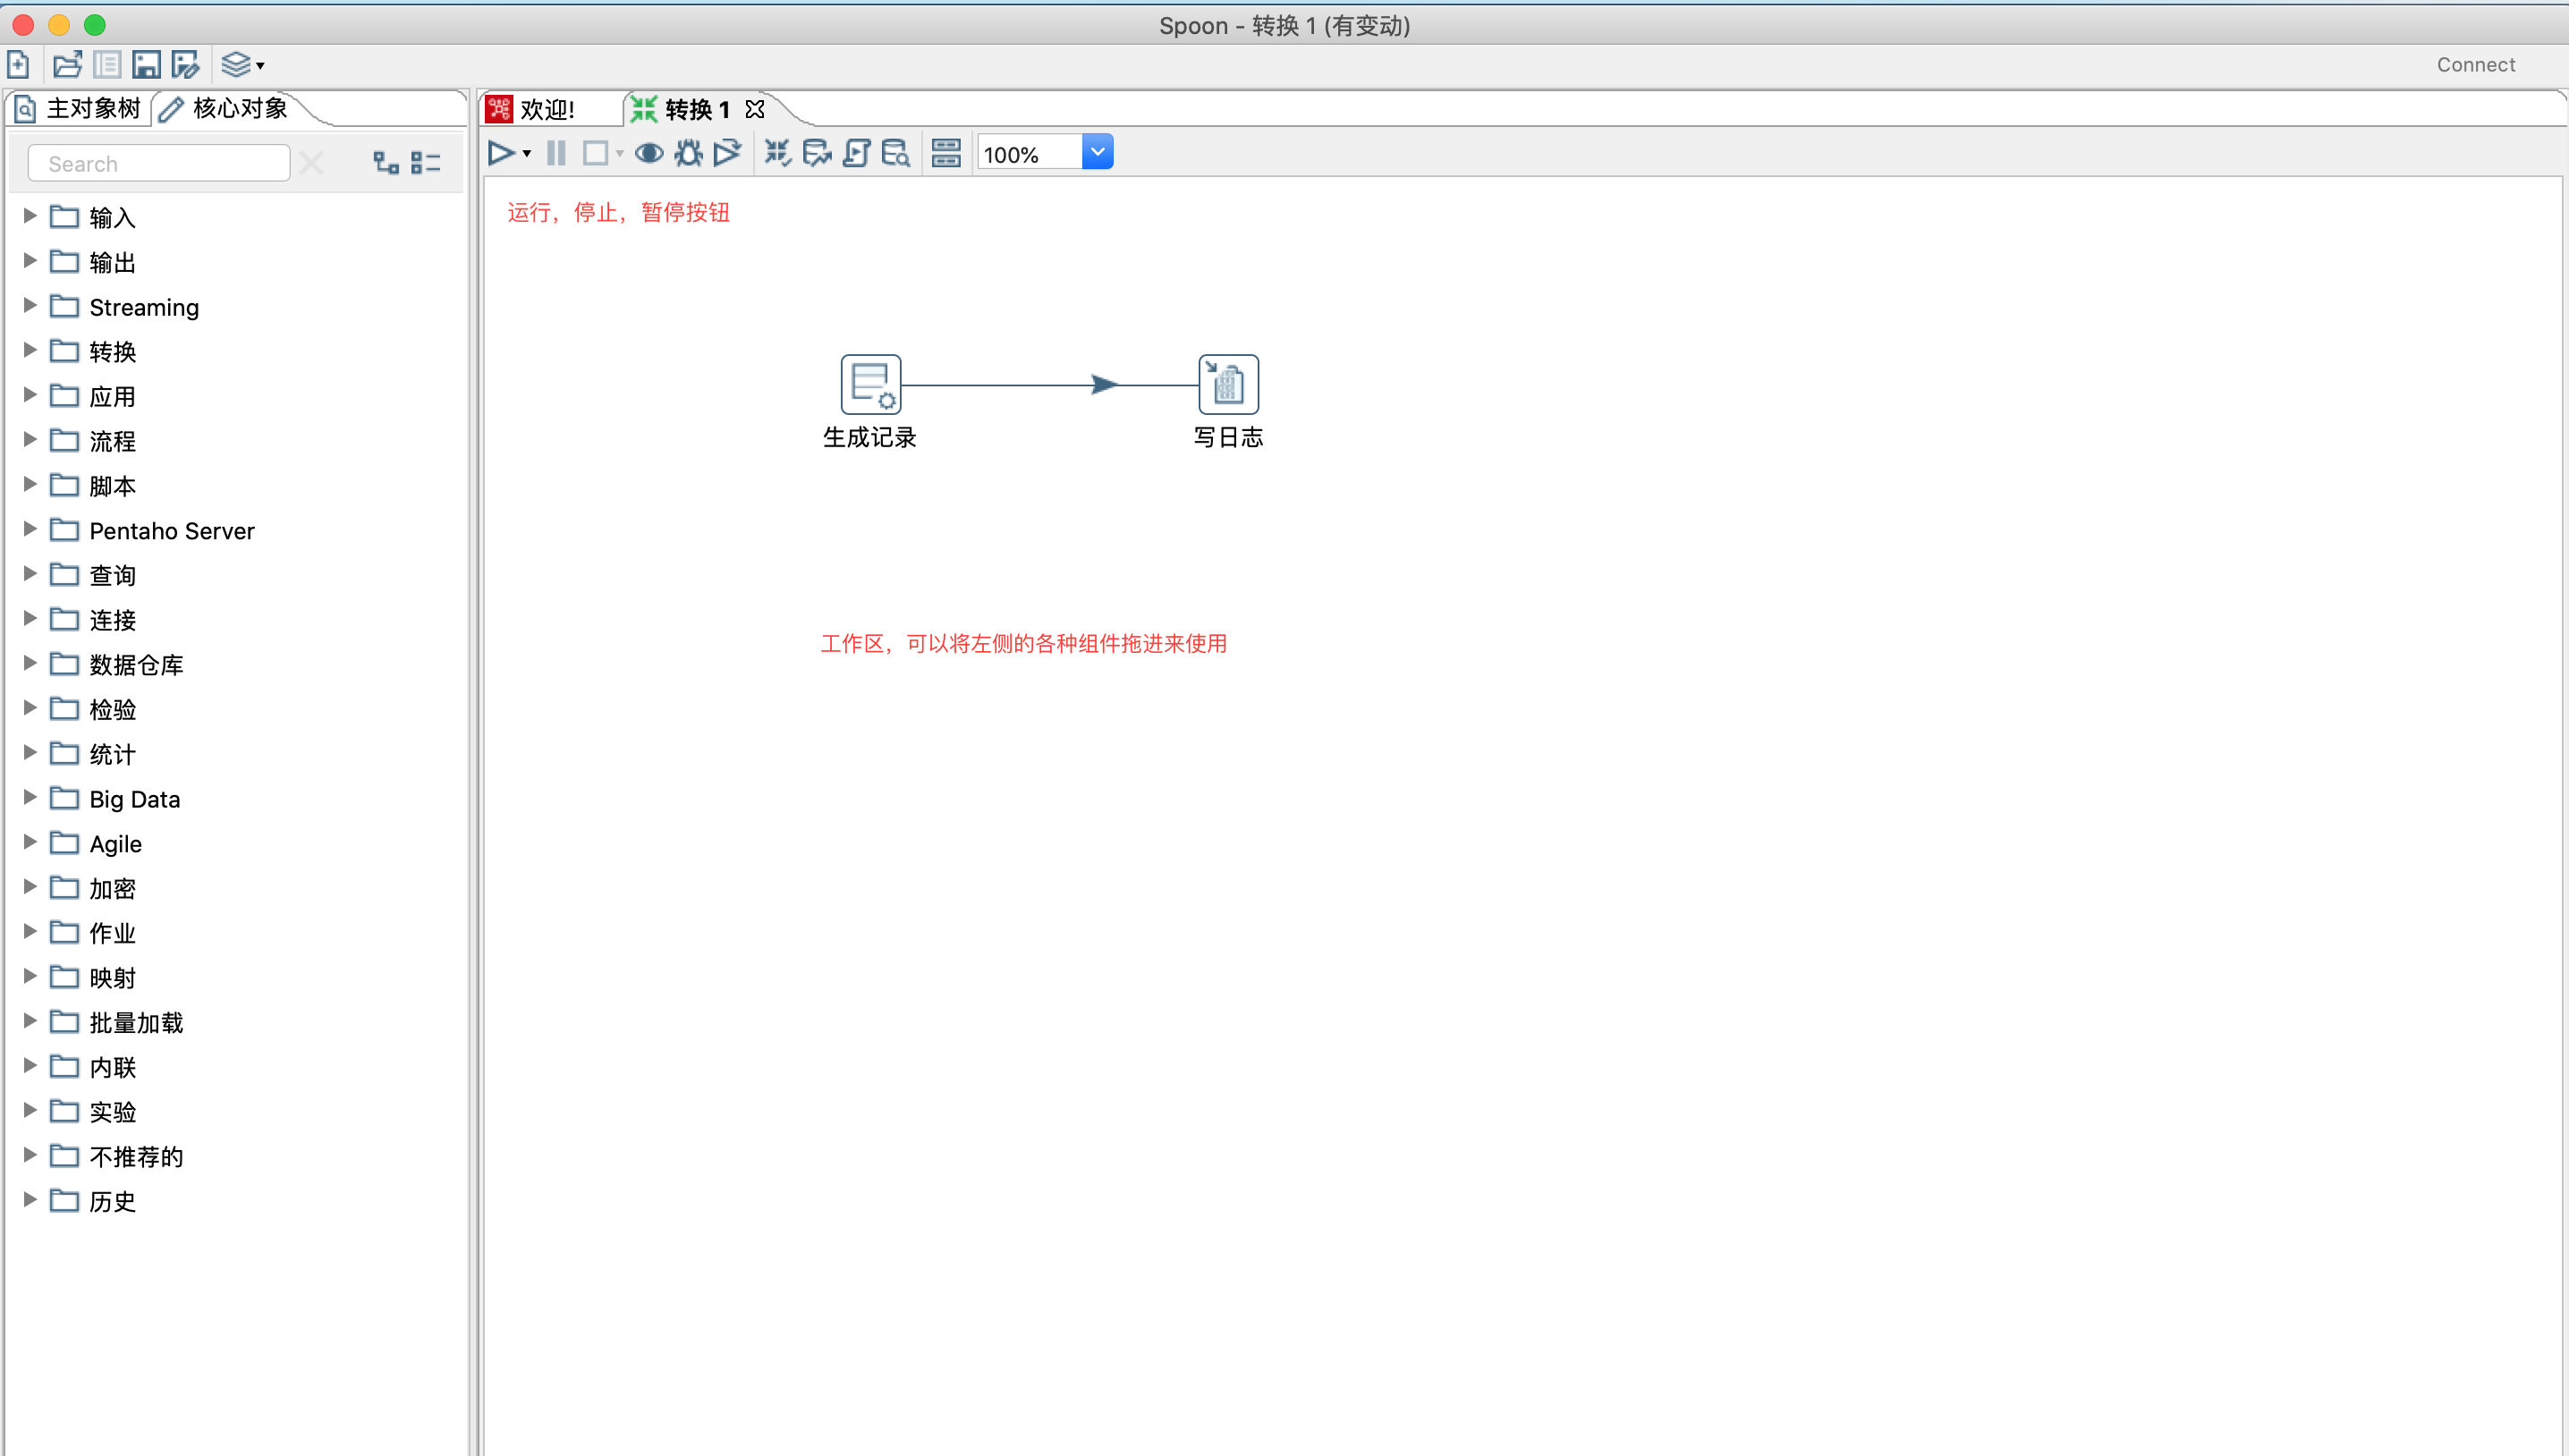 Spoon - 转换 1 (有变动)
Connect
主对象树
核心对象
欢迎!
转换 1
Search
100%
输入
输出
Streaming
转换
应用
流程
脚本
Pentaho Server
查询
连接
数据仓库
检验
统计
Big Data
Agile
加密
作业
映射
批量加载
内联
实验
不推荐的
历史
运行，停止，暂停按钮
生成记录
写日志
工作区，可以将左侧的各种组件拖进来使用